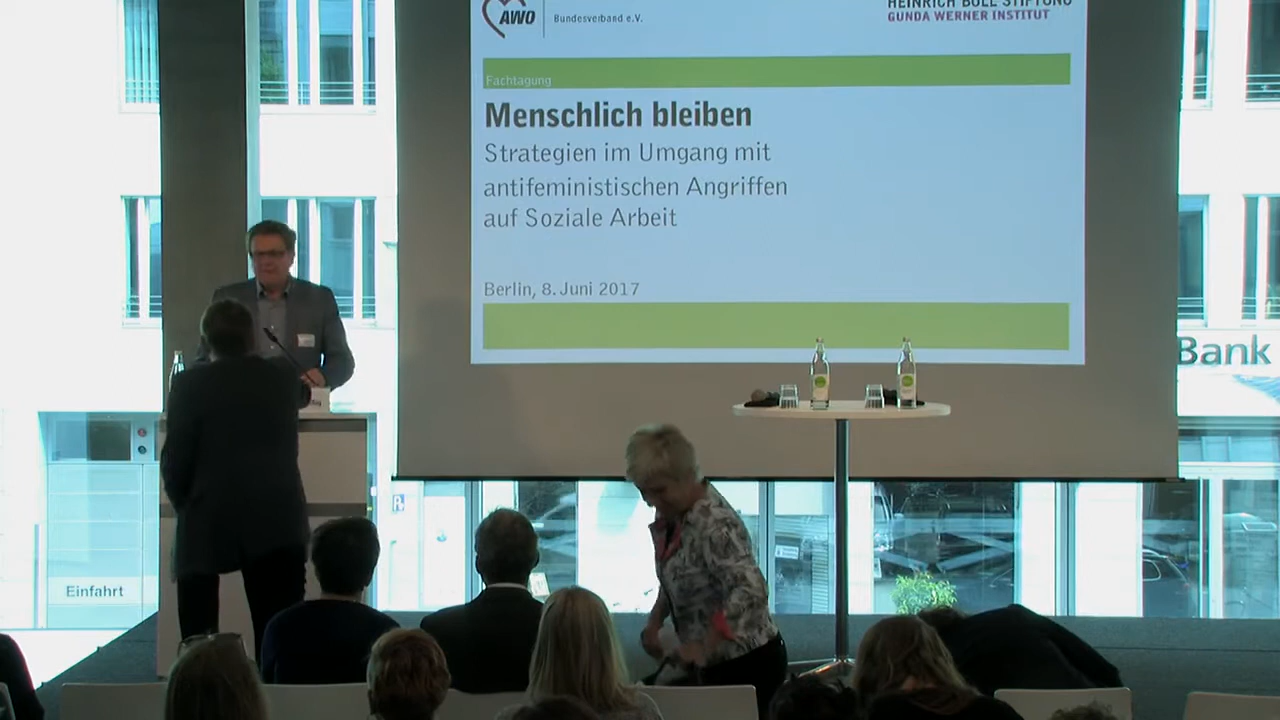 AWO
Bundesverband e.V.
HEINRICH BÖLL STIFTUNG
GUNDA WERNER INSTITUT
Fachtagung
Menschlich bleiben
Strategien im Umgang mit
antifeministischen Angriffen
auf Soziale Arbeit
Berlin, 8. Juni 2017
Bank
Einfahrt